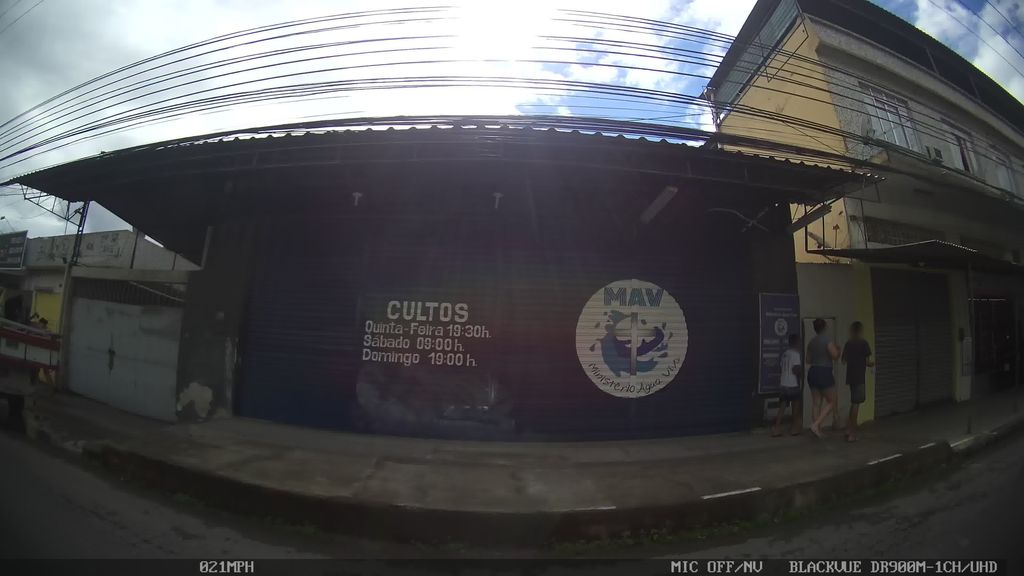 CULTOS
Quinta-Feira 19:30h.
Sábado 09:00h.
Domingo 19:00h.
MAV
Ministério Água Viva
021MPH
MIC OFF/NV
BLACKVUE DR900M-1CH/UHD